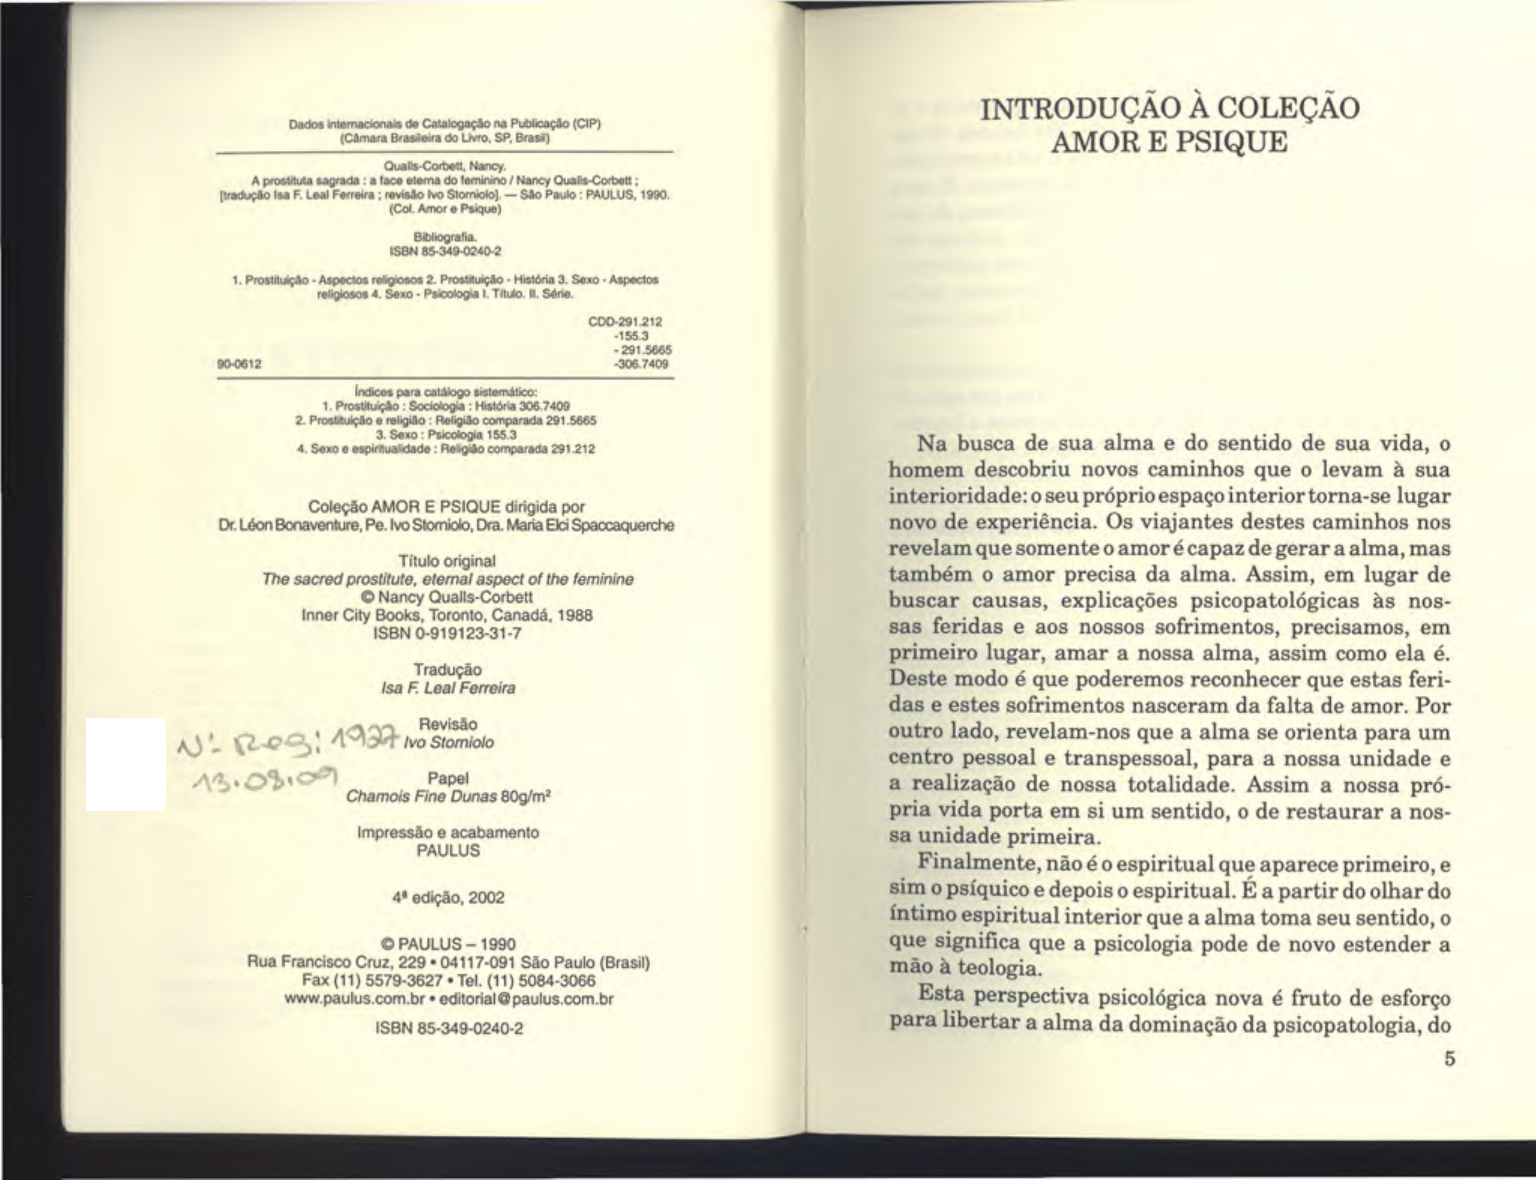 Dados Internacionais de Catalogação na Publicação (CIP)
(Câmara Brasileira do Livro, SP, Brasil)
Qualls-Corbett, Nancy.
A prostituta sagrada : a face eterna do feminino / Nancy Qualls-Corbett ;
[tradução Isa F. Leal Ferreira ; revisão Ivo Storniolo]. — São Paulo : PAULUS, 1990.
(Col. Amor e Psique)
Bibliografia.
ISBN 85-349-0240-2
1. Prostituição - Aspectos religiosos 2. Prostituição - História 3. Sexo - Aspectos
religiosos 4. Sexo - Psicologia I. Título. II. Série.
CDD-291.212
-155.3
- 291.5665
90-0612 -306.7409
Índices para catálogo sistemático:
1. Prostituição : Sociologia : História 306.7409
2. Prostituição e religião : Religião comparada 291.5665
3. Sexo : Psicologia 155.3
4. Sexo e espiritualidade : Religião comparada 291.212
Coleção AMOR E PSIQUE dirigida por
Dr. Léon Bonaventure, Pe. Ivo Storniolo, Dra. Maria Elci Spaccaquerche
Título original
The sacred prostitute, eternal aspect of the feminine
© Nancy Qualls-Corbett
Inner City Books, Toronto, Canadá, 1988
ISBN 0-919123-31-7
Tradução
Isa F. Leal Ferreira
Revisão
Ivo Storniolo
Nº Reg: 1927
13.08.09
Papel
Chamois Fine Dunas 80g/m²
Impressão e acabamento
PAULUS
4ª edição, 2002
© PAULUS – 1990
Rua Francisco Cruz, 229 • 04117-091 São Paulo (Brasil)
Fax (11) 5579-3627 • Tel. (11) 5084-3066
www.paulus.com.br • editorial@paulus.com.br
ISBN 85-349-0240-2
INTRODUÇÃO À COLEÇÃO
AMOR E PSIQUE
Na busca de sua alma e do sentido de sua vida, o
homem descobriu novos caminhos que o levam à sua
interioridade: o seu próprio espaço interior torna-se lugar
novo de experiência. Os viajantes destes caminhos nos
revelam que somente o amor é capaz de gerar a alma, mas
também o amor precisa da alma. Assim, em lugar de
buscar causas, explicações psicopatológicas às nos-
sas feridas e aos nossos sofrimentos, precisamos, em
primeiro lugar, amar a nossa alma, assim como ela é.
Deste modo é que poderemos reconhecer que estas feri-
das e estes sofrimentos nasceram da falta de amor. Por
outro lado, revelam-nos que a alma se orienta para um
centro pessoal e transpessoal, para a nossa unidade e
a realização de nossa totalidade. Assim a nossa pró-
pria vida porta em si um sentido, o de restaurar a nos-
sa unidade primeira.
Finalmente, não é o espiritual que aparece primeiro, e
sim o psíquico e depois o espiritual. É a partir do olhar do
íntimo espiritual interior que a alma toma seu sentido, o
que significa que a psicologia pode de novo estender a
mão à teologia.
Esta perspectiva psicológica nova é fruto de esforço
para libertar a alma da dominação da psicopatologia, do
5